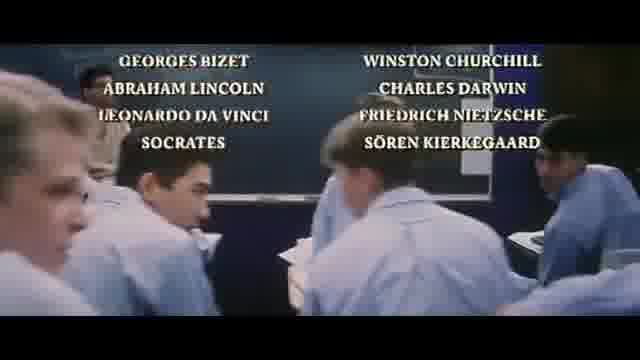 GEORGES BIZET
ABRAHAM LINCOLN
LEONARDO DA VINCI
SOCRATES
WINSTON CHURCHILL
CHARLES DARWIN
FRIEDRICH NIETZSCHE
SÖREN KIERKEGAARD